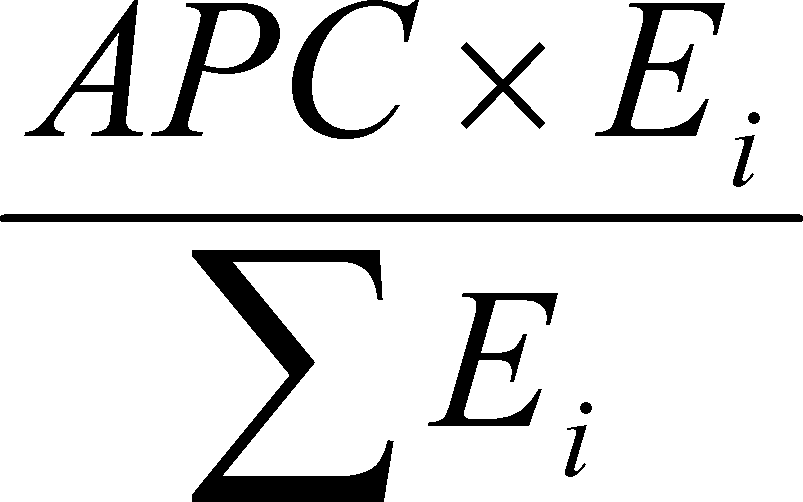 APC × E_i
∑ E_i